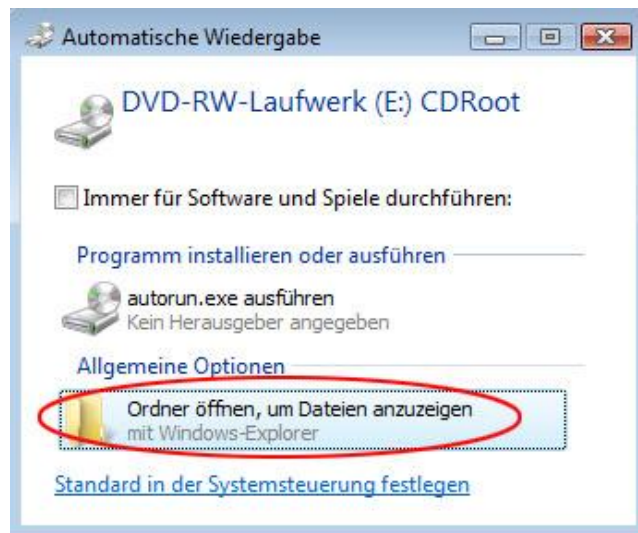 Automatische Wiedergabe
DVD-RW-Laufwerk (E:) CDRoot
Immer für Software und Spiele durchführen:
Programm installieren oder ausführen
autorun.exe ausführen
Kein Herausgeber angegeben
Allgemeine Optionen
Ordner öffnen, um Dateien anzuzeigen
mit Windows-Explorer
Standard in der Systemsteuerung festlegen